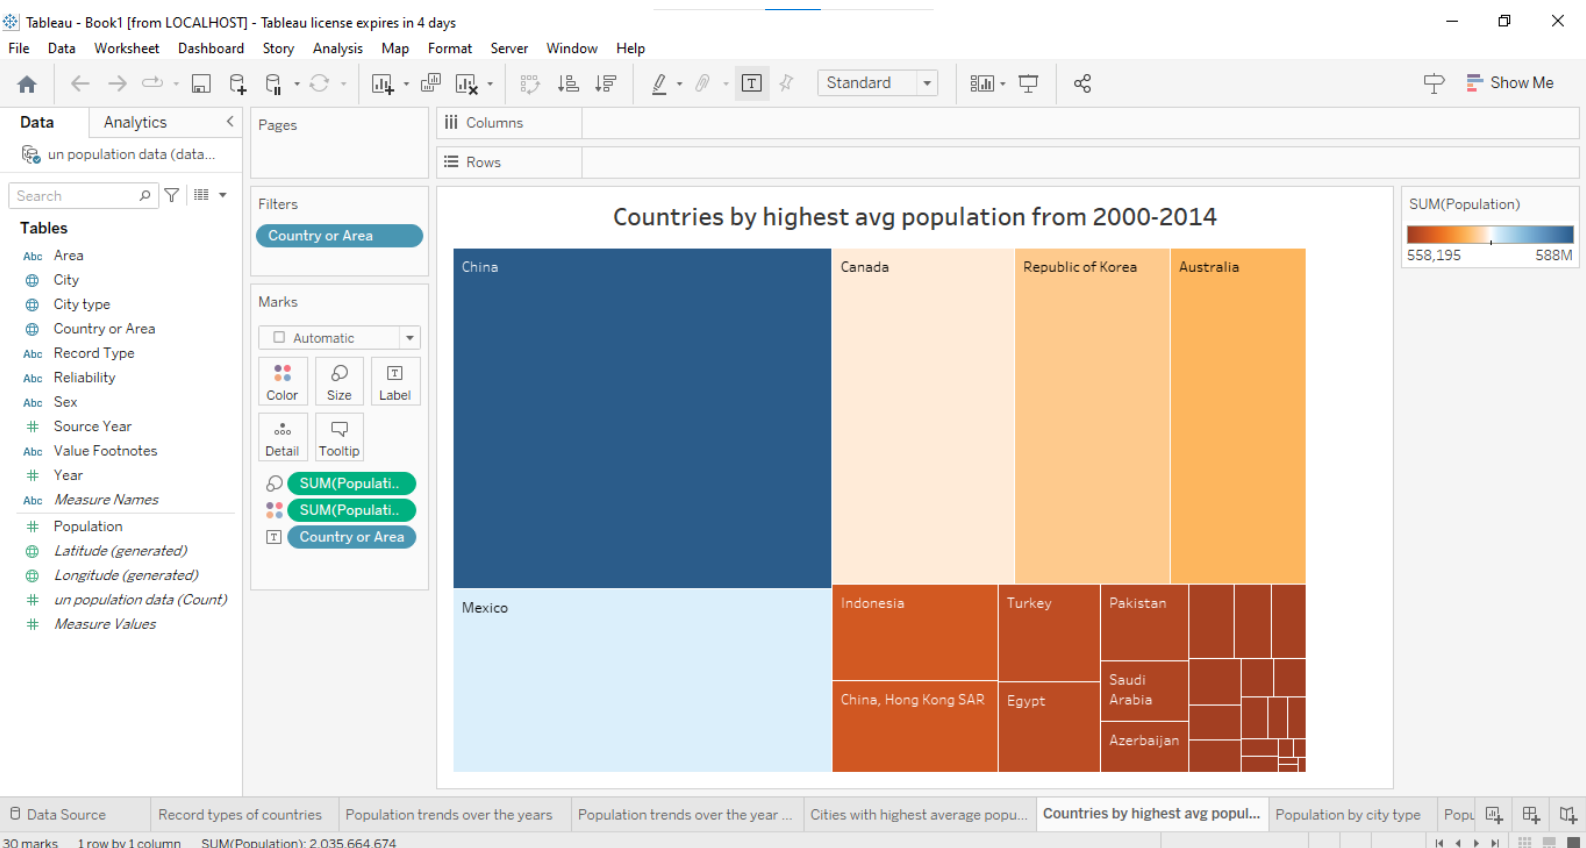 Tableau - Book1 [from LOCALHOST] - Tableau license expires in 4 days
File Data Worksheet Dashboard Story Analysis Map Format Server Window Help
Standard
Show Me
Data Analytics
un population data (data...
Search
Tables
Abc Area
City
City type
Country or Area
Abc Record Type
Abc Reliability
Abc Sex
# Source Year
Abc Value Footnotes
# Year
Abc Measure Names
# Population
Latitude (generated)
Longitude (generated)
# un population data (Count)
# Measure Values
Pages
Filters
Country or Area
Marks
Automatic
Color Size Label
Detail Tooltip
SUM(Populati..
SUM(Populati..
Country or Area
Columns
Rows
Countries by highest avg population from 2000-2014
China
Canada
Republic of Korea
Australia
Mexico
Indonesia
Turkey
Pakistan
China, Hong Kong SAR
Egypt
Saudi
Arabia
Azerbaijan
SUM(Population)
558,195 588M
Data Source Record types of countries Population trends over the years Population trends over the year ... Cities with highest average popu... Countries by highest avg popul... Population by city type Popu
30 marks 1 row by 1 column SUM(Population): 2,035,664,674